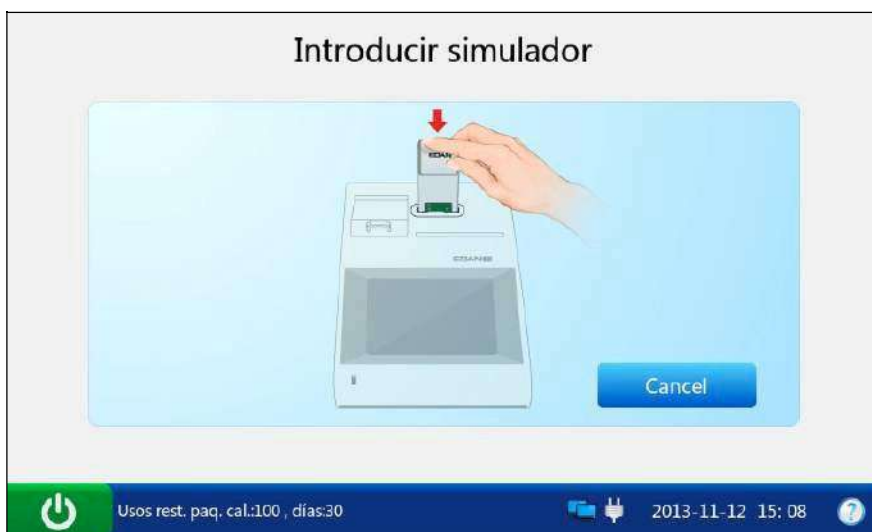 Introducir simulador
EDAN
EDAN
Cancel
Usos rest. paq. cal.:100 , días:30
2013-11-12 15: 08
?